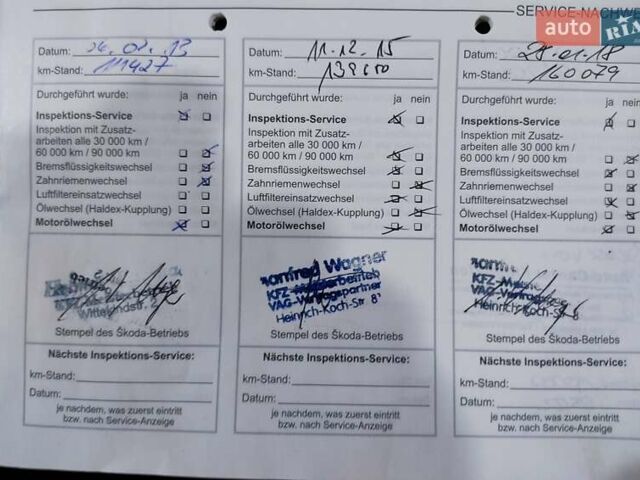 SERVICE-NACHWE
auto RIA
Datum: 26.02.13
km-Stand: 111427
Durchgeführt wurde: ja nein
Inspektions-Service
Inspektion mit Zusatz-
arbeiten alle 30 000 km /
60 000 km / 90 000 km
Bremsflüssigkeitswechsel
Zahnriemenwechsel
Luftfiltereinsatzwechsel
Ölwechsel (Haldex-Kupplung)
Motorölwechsel
Stempel des Škoda-Betriebs
Nächste Inspektions-Service:
km-Stand:
Datum:
je nachdem, was zuerst eintritt
bzw. nach Service-Anzeige
Datum: 11.12.15
km-Stand:
Durchgeführt wurde: ja nein
Inspektions-Service
Inspektion mit Zusatz-
arbeiten alle 30 000 km /
60 000 km / 90 000 km
Bremsflüssigkeitswechsel
Zahnriemenwechsel
Luftfiltereinsatzwechsel
Ölwechsel (Haldex-Kupplung)
Motorölwechsel
Manfred Wagner
KFZ-Meisterbetrieb
VAG-Vertragspartner
Heinrich-Koch-Str 8
Stempel des Škoda-Betriebs
Nächste Inspektions-Service:
km-Stand:
Datum:
je nachdem, was zuerst eintritt
bzw. nach Service-Anzeige
Datum: 25.01.18
km-Stand: 160079
Durchgeführt wurde: ja nein
Inspektions-Service
Inspektion mit Zusatz-
arbeiten alle 30 000 km /
60 000 km / 90 000 km
Bremsflüssigkeitswechsel
Zahnriemenwechsel
Luftfiltereinsatzwechsel
Ölwechsel (Haldex-Kupplung)
Motorölwechsel
Heinrich-Koch-Str 8
Stempel des Škoda-Betriebs
Nächste Inspektions-Service:
km-Stand:
Datum:
je nachdem, was zuerst eintritt
bzw. nach Service-Anzeige